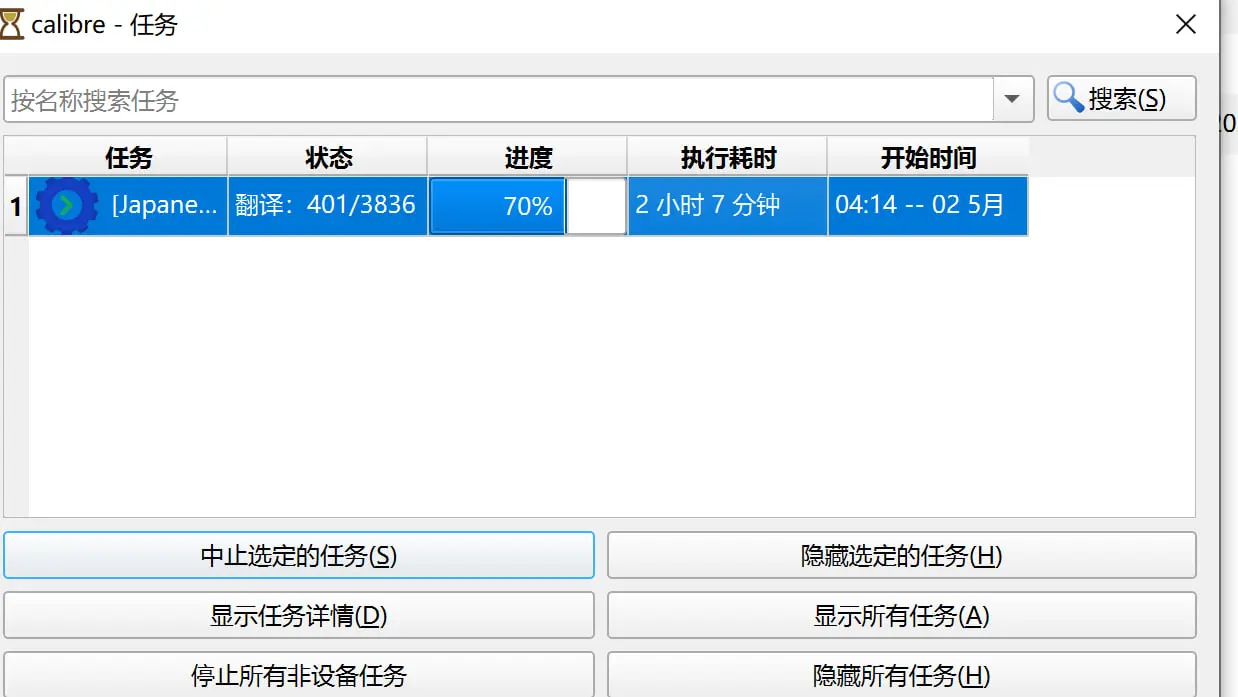 calibre - 任务
按名称搜索任务
搜索(S)
任务 状态 进度 执行耗时 开始时间
1 [Japane... 翻译：401/3836 70% 2 小时 7 分钟 04:14 -- 02 5月
中止选定的任务(S) 隐藏选定的任务(H)
显示任务详情(D) 显示所有任务(A)
停止所有非设备任务 隐藏所有任务(H)